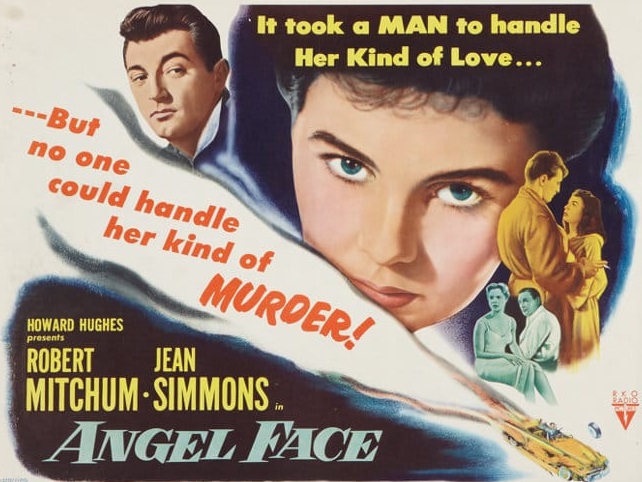 It took a MAN to handle
Her Kind of Love...
---But
no one
could handle
her kind of
MURDER!
HOWARD HUGHES
presents
ROBERT MITCHUM · JEAN SIMMONS
in
ANGEL FACE
RKO
RADIO